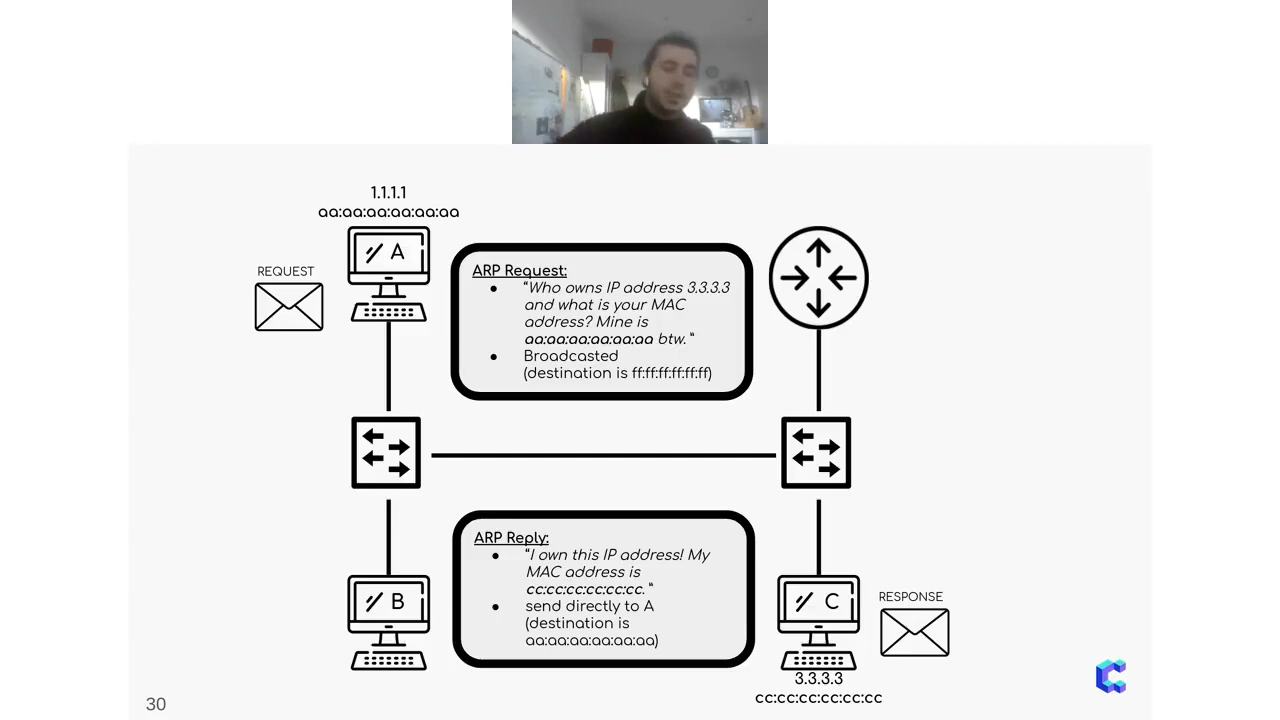 1.1.1.1
aa:aa:aa:aa:aa:aa
A
REQUEST
ARP Request:
● “Who owns IP address 3.3.3.3
and what is your MAC
address? Mine is
aa:aa:aa:aa:aa:aa btw. “
● Broadcasted
(destination is ff:ff:ff:ff:ff:ff)
ARP Reply:
● “I own this IP address! My
MAC address is
cc:cc:cc:cc:cc:cc. “
● send directly to A
(destination is
aa:aa:aa:aa:aa:aa)
B
C
RESPONSE
3.3.3.3
cc:cc:cc:cc:cc:cc
30